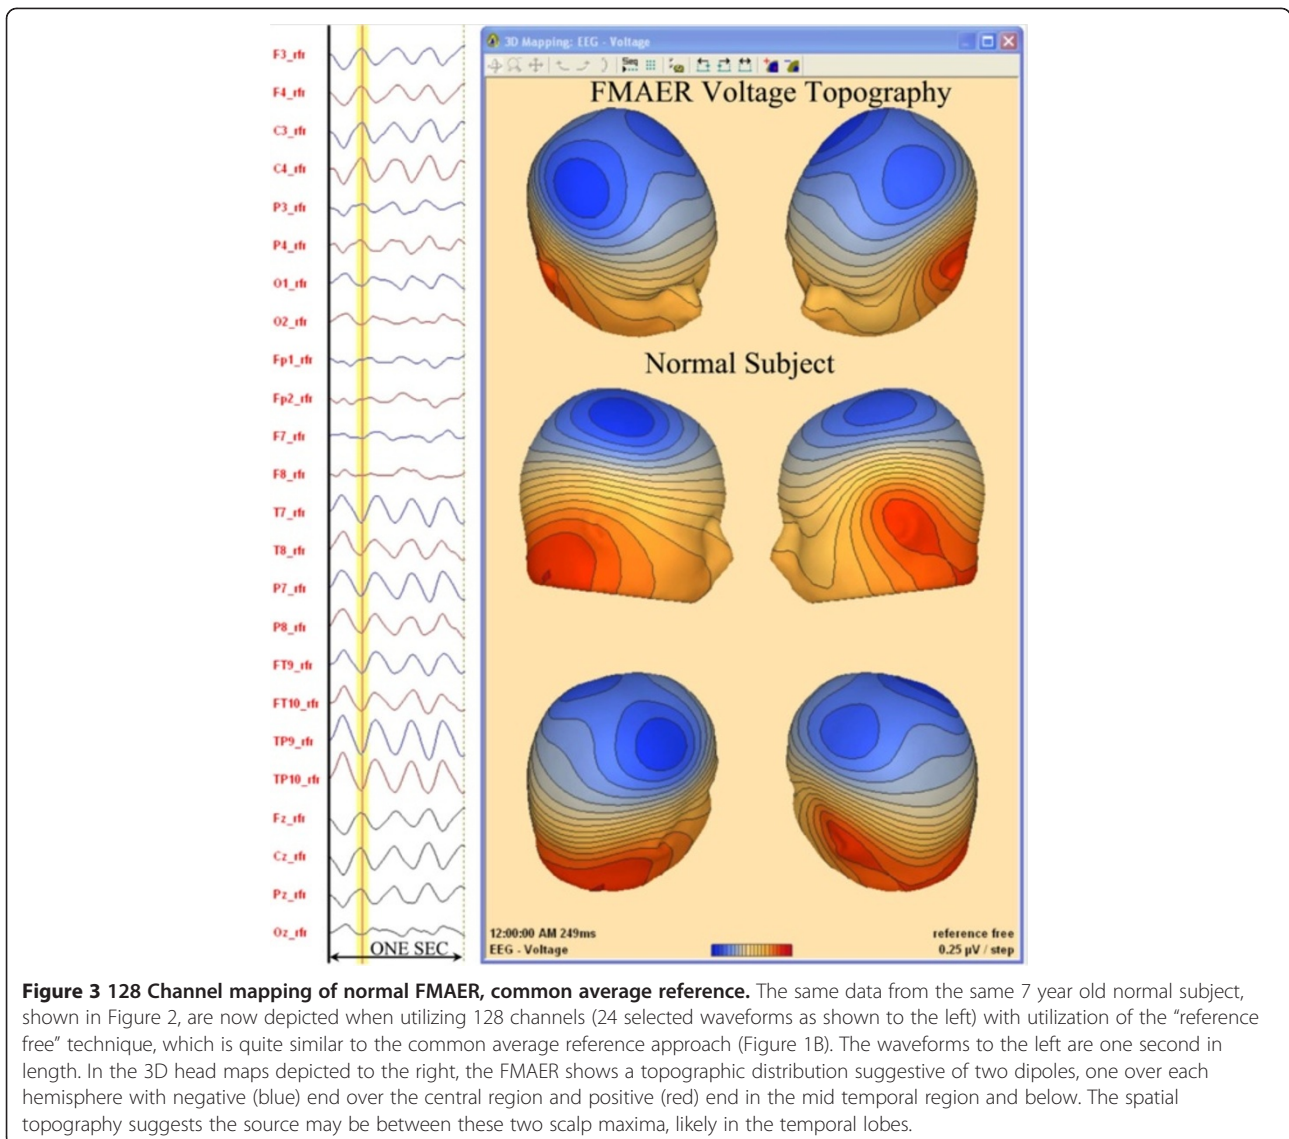 F3_rfr
F4_rfr
C3_rfr
C4_rfr
P3_rfr
P4_rfr
O1_rfr
O2_rfr
Fp1_rfr
Fp2_rfr
F7_rfr
F8_rfr
T7_rfr
T8_rfr
P7_rfr
P8_rfr
FT9_rfr
FT10_rfr
TP9_rfr
TP10_rfr
Fz_rfr
Cz_rfr
Pz_rfr
Oz_rfr
ONE SEC
3D Mapping: EEG - Voltage
Seq
FMAER Voltage Topography
Normal Subject
12:00:00 AM 249ms
EEG - Voltage
reference free
0.25 µV / step
Figure 3 128 Channel mapping of normal FMAER, common average reference. The same data from the same 7 year old normal subject,
shown in Figure 2, are now depicted when utilizing 128 channels (24 selected waveforms as shown to the left) with utilization of the “reference
free” technique, which is quite similar to the common average reference approach (Figure 1B). The waveforms to the left are one second in
length. In the 3D head maps depicted to the right, the FMAER shows a topographic distribution suggestive of two dipoles, one over each
hemisphere with negative (blue) end over the central region and positive (red) end in the mid temporal region and below. The spatial
topography suggests the source may be between these two scalp maxima, likely in the temporal lobes.